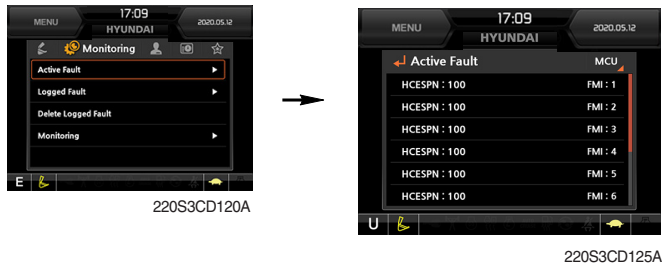 MENU
17:09
HYUNDAI
2020.05.12
Monitoring
Active Fault
Logged Fault
Delete Logged Fault
Monitoring
E
220S3CD120A
MENU
17:09
HYUNDAI
2020.05.12
Active Fault MCU
HCESPN : 100 FMI : 1
HCESPN : 100 FMI : 2
HCESPN : 100 FMI : 3
HCESPN : 100 FMI : 4
HCESPN : 100 FMI : 5
HCESPN : 100 FMI : 6
U
220S3CD125A